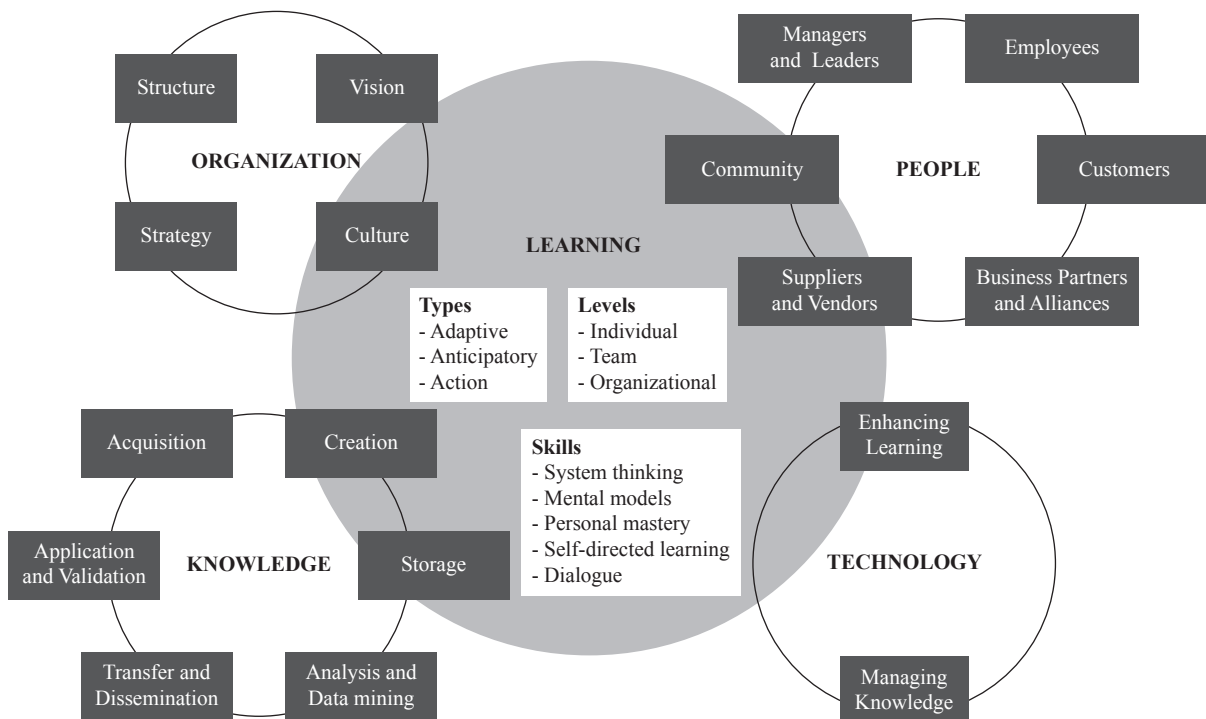 Structure
Vision
ORGANIZATION
Strategy
Culture
Managers
and Leaders
Employees
Community
PEOPLE
Customers
Suppliers
and Vendors
Business Partners
and Alliances
LEARNING
Types
- Adaptive
- Anticipatory
- Action
Levels
- Individual
- Team
- Organizational
Skills
- System thinking
- Mental models
- Personal mastery
- Self-directed learning
- Dialogue
Acquisition
Creation
Application
and Validation
KNOWLEDGE
Storage
Transfer and
Dissemination
Analysis and
Data mining
Enhancing
Learning
TECHNOLOGY
Managing
Knowledge